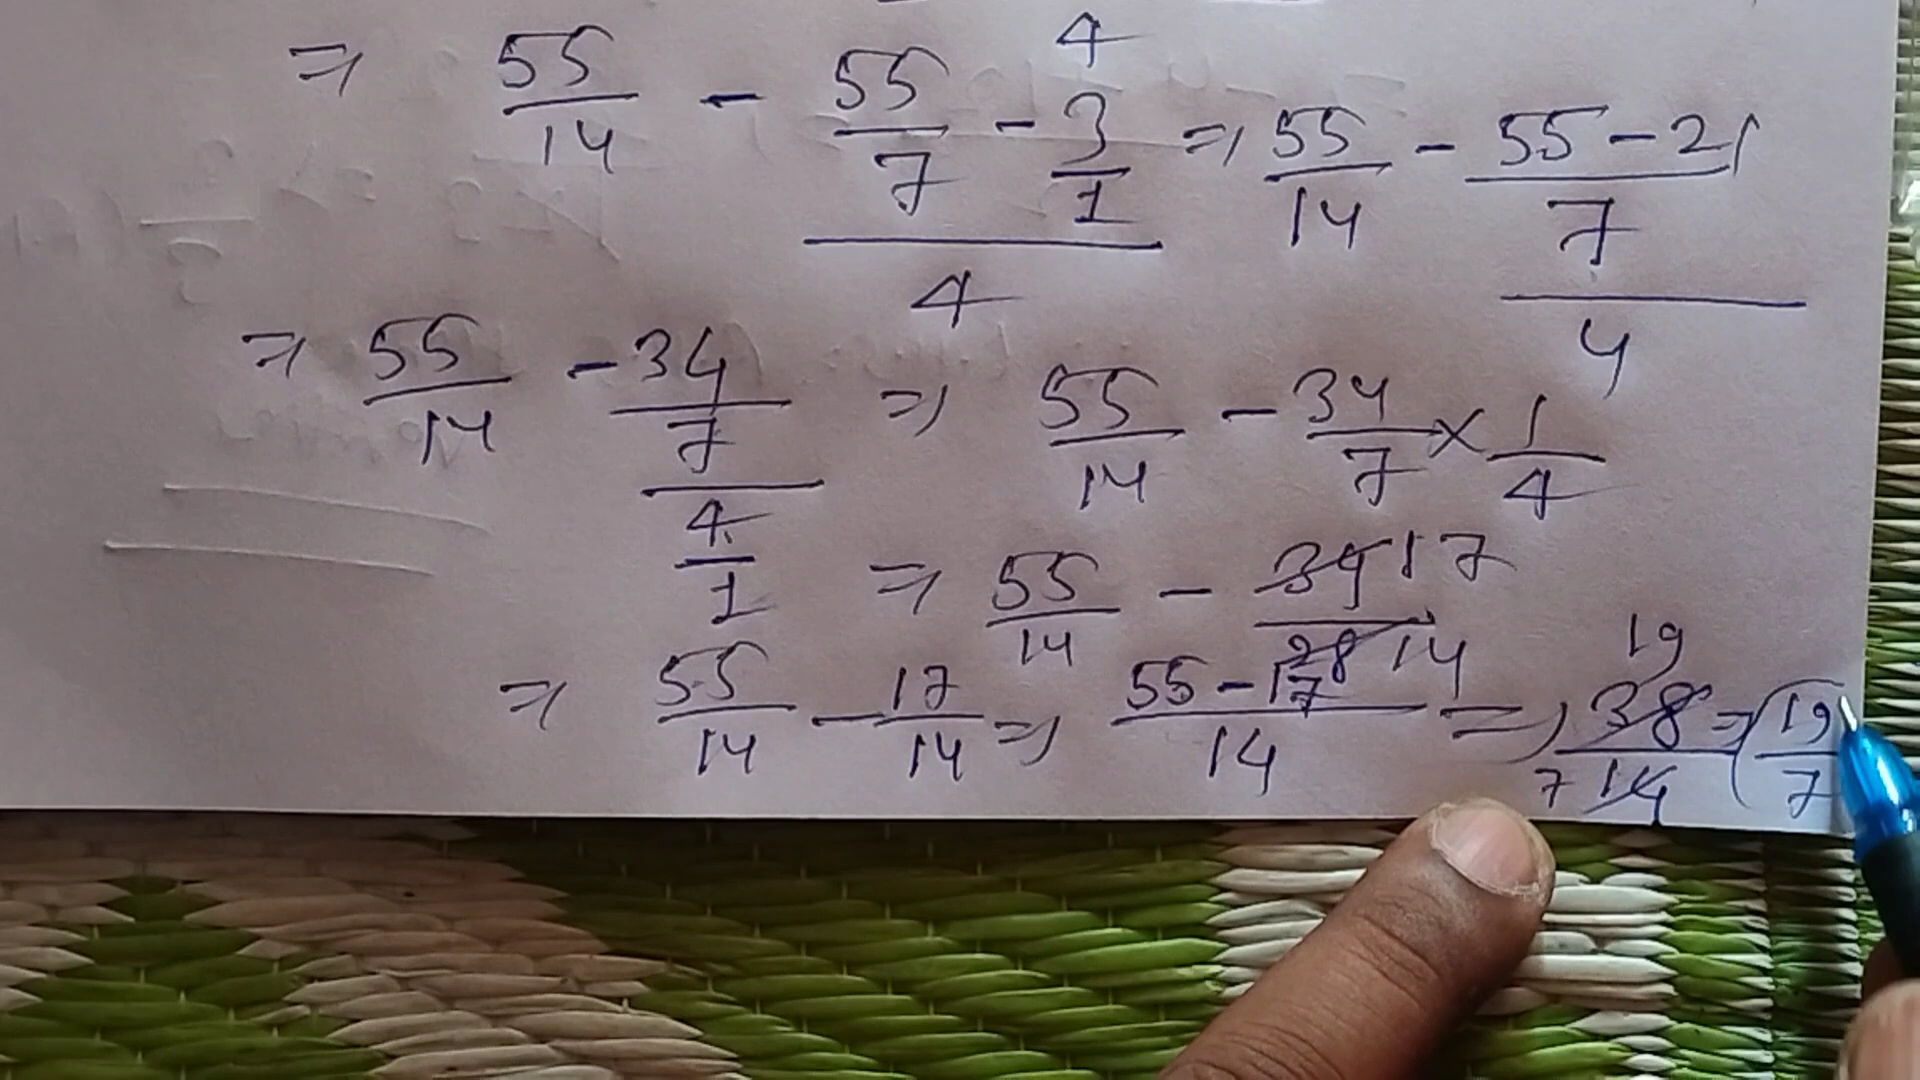 ⇒ 55/14 - (55/7 - 3/1)/4 ⇒ 55/14 - ((55-21)/7)/4
4
⇒ 55/14 - (34/7)/(4/1) ⇒ 55/14 - 34/7 × 1/4
⇒ 55/14 - 34 17/28 14
⇒ 55/14 - 17/14 ⇒ (55-17)/14 ⇒ 38 19/14 7 = 19/7